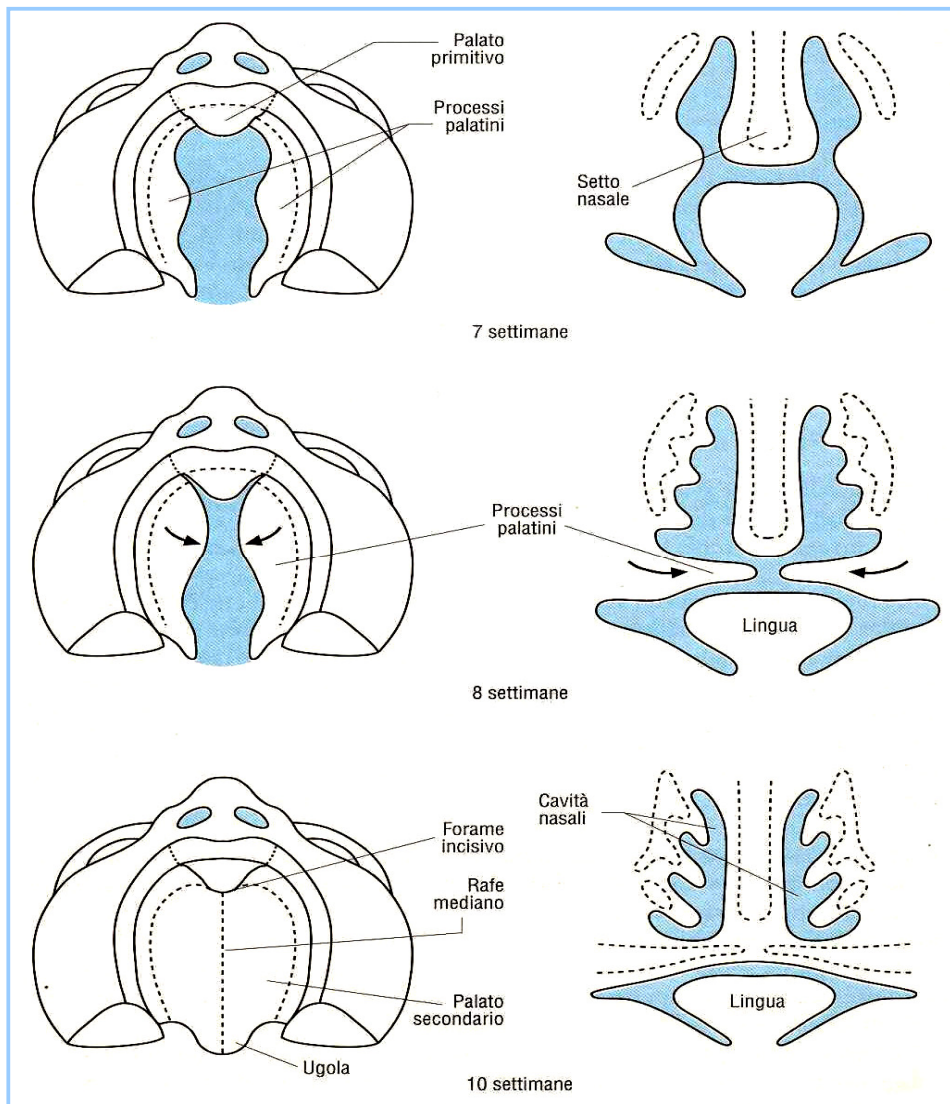 Palato
primitivo
Processi
palatini
Setto
nasale
7 settimane
Processi
palatini
Lingua
8 settimane
Forame
incisivo
Rafe
mediano
Palato
secondario
Ugola
Cavità
nasali
Lingua
10 settimane